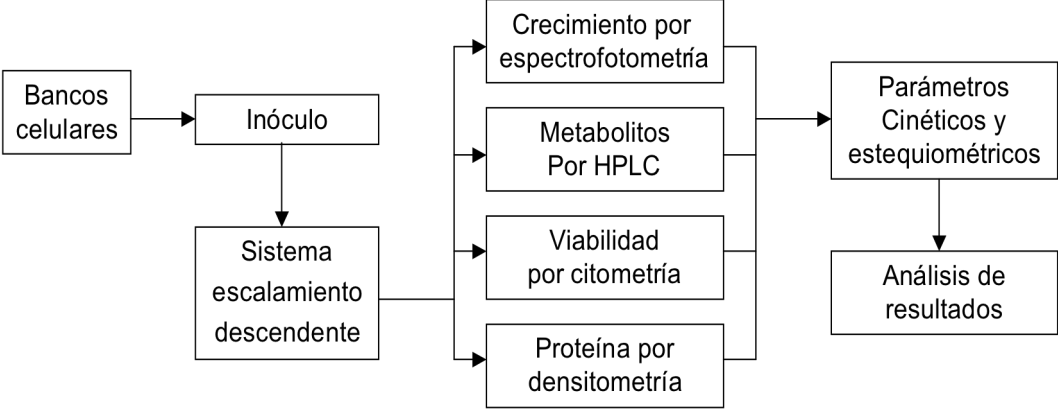 Bancos
celulares
Inóculo
Sistema
escalamiento
descendente
Crecimiento por
espectrofotometría
Metabolitos
Por HPLC
Viabilidad
por citometría
Proteína por
densitometría
Parámetros
Cinéticos y
estequiométricos
Análisis de
resultados